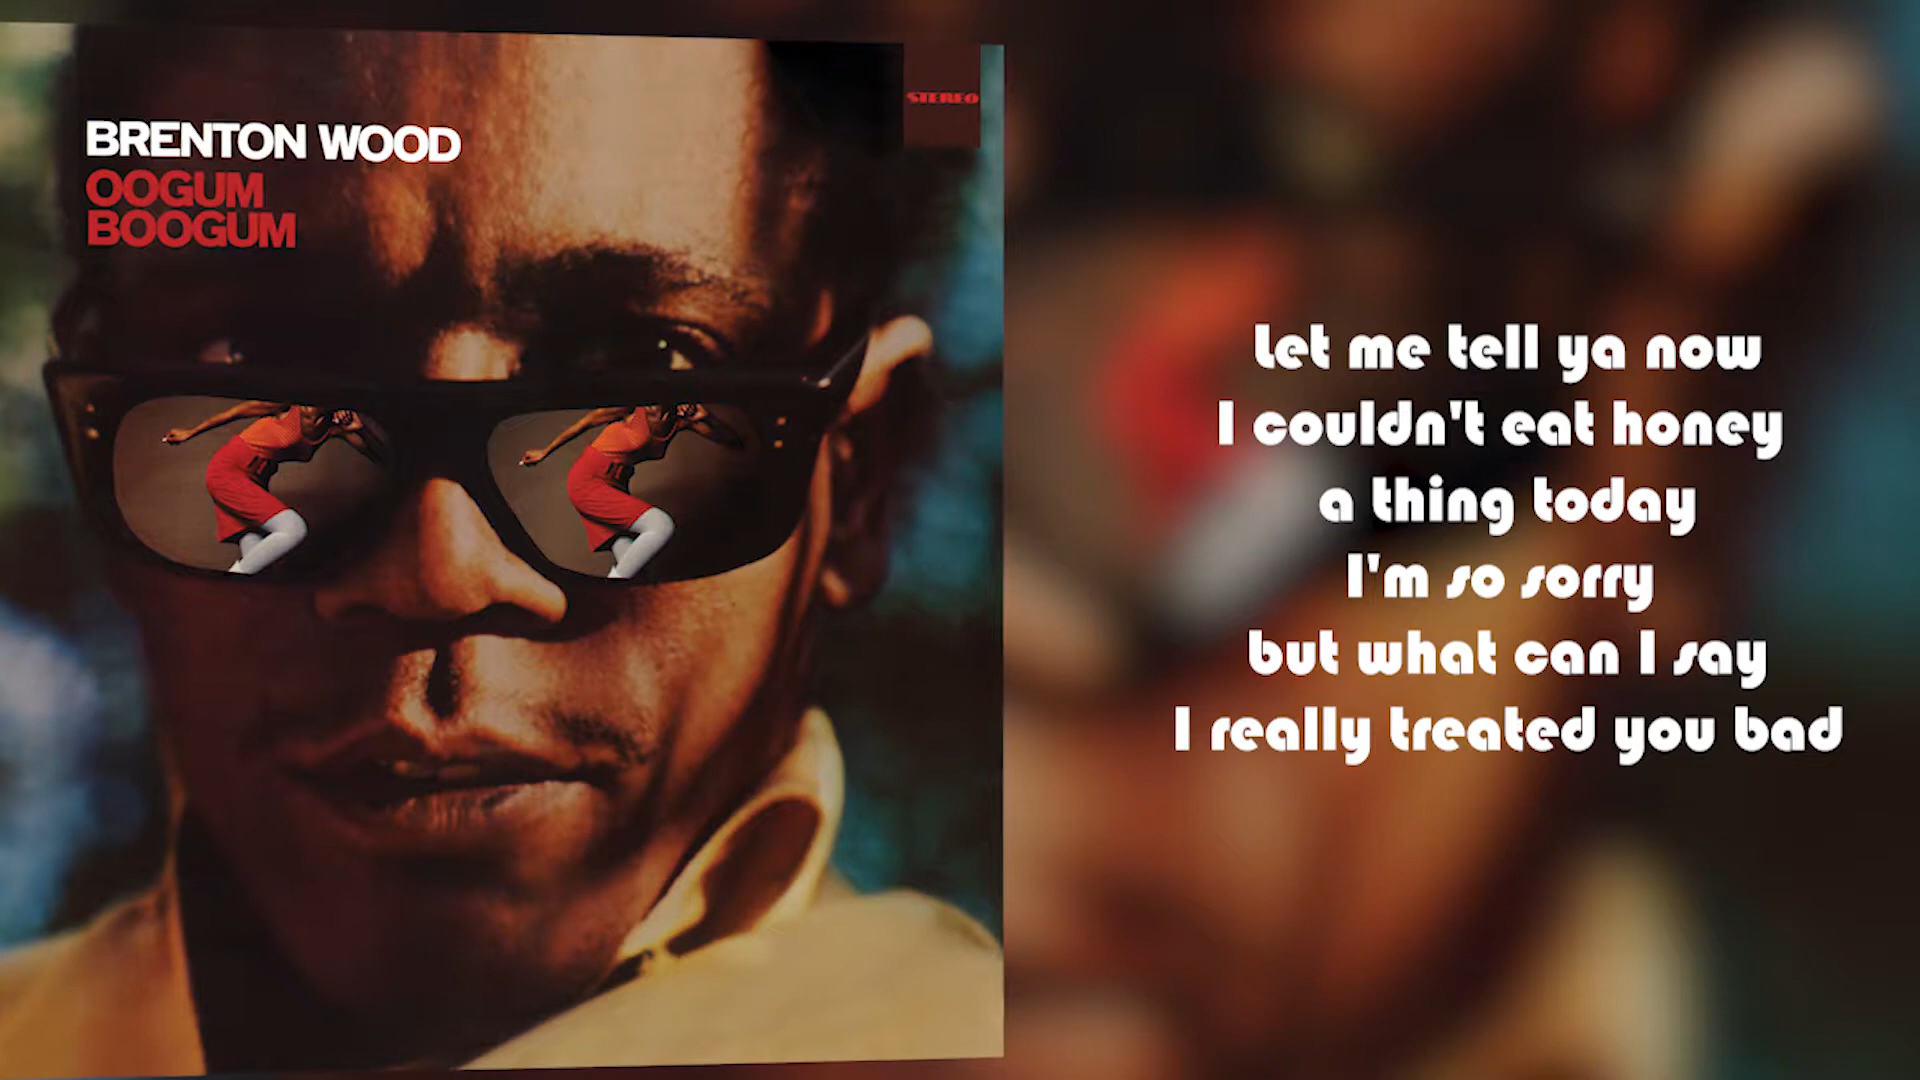 BRENTON WOOD
OOGUM
BOOGUM
STEREO
Let me tell ya now
I couldn't eat honey
a thing today
I'm so sorry
but what can I say
I really treated you bad